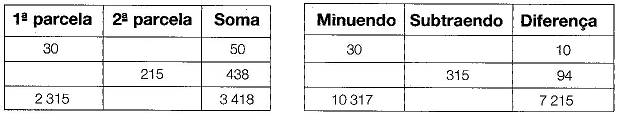 1ª parcela 2ª parcela Soma
30 50
215 438
2 315 3 418
Minuendo Subtraendo Diferença
30 10
315 94
10 317 7 215